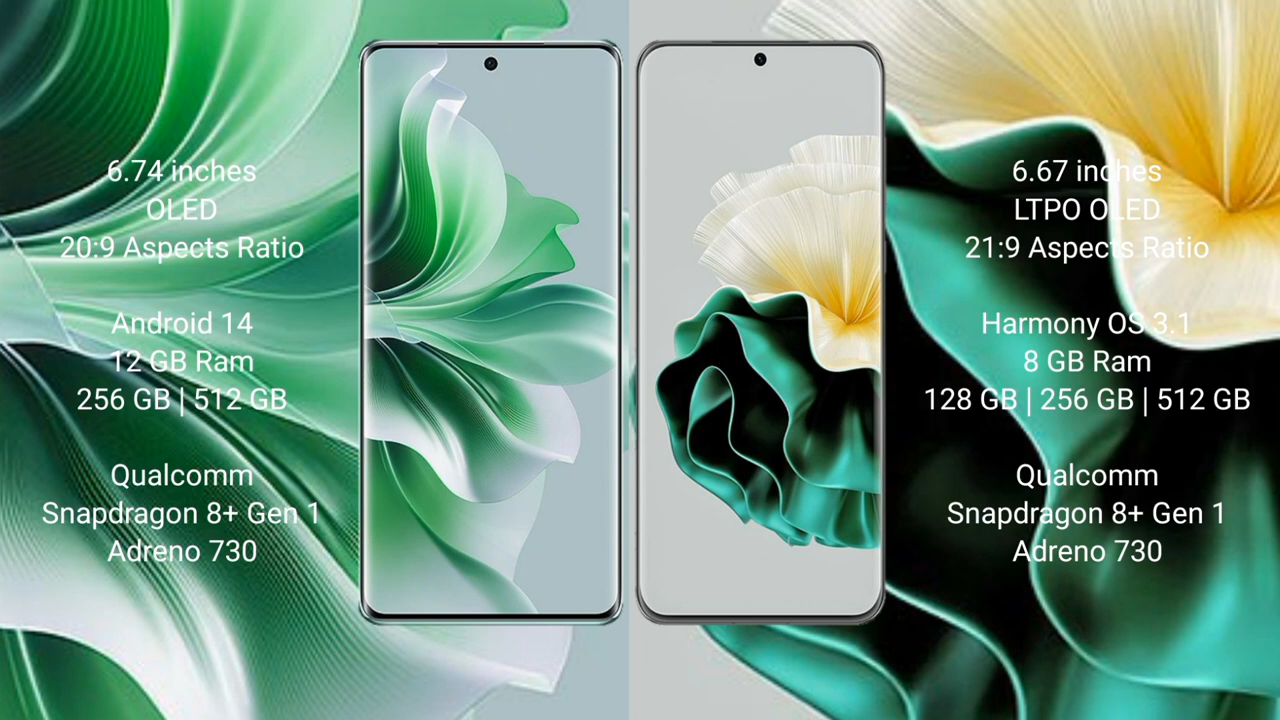 6.74 inches
OLED
20:9 Aspects Ratio
Android 14
12 GB Ram
256 GB | 512 GB
Qualcomm
Snapdragon 8+ Gen 1
Adreno 730
6.67 inches
LTPO OLED
21:9 Aspects Ratio
Harmony OS 3.1
8 GB Ram
128 GB | 256 GB | 512 GB
Qualcomm
Snapdragon 8+ Gen 1
Adreno 730